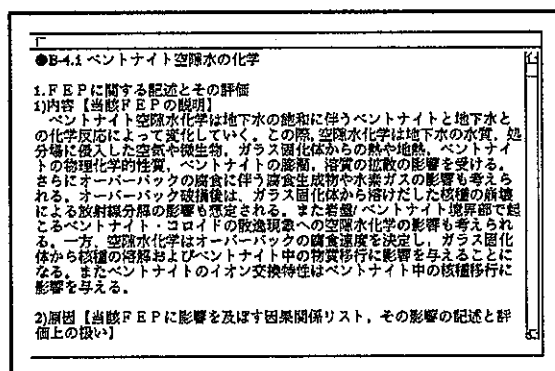 ●B-4.1 ベントナイト空隙水の化学
1.ＦＥＰに関する記述とその評価
1)内容【当該ＦＥＰの説明】
ベントナイト空隙水化学は地下水の飽和に伴うベントナイトと地下水と
の化学反応によって変化していく。この際,空隙水化学は地下水の水質，処
分場に侵入した空気や微生物，ガラス固化体からの熱や地熱，ベントナイ
トの物理化学的性質，ベントナイトの膨潤，溶質の拡散の影響を受ける。
さらにオーバーパックの腐食に伴う腐食生成物や水素ガスの影響も考えら
れる。オーバーパック破損後は，ガラス固化体から溶けだした核種の崩壊
による放射線分解の影響も想定される。また岩盤/ベントナイト境界部で起
こるベントナイト・コロイドの散逸現象への空隙水化学の影響も考えられ
る。一方，空隙水化学はオーバーパックの腐食速度を決定し，ガラス固化
体から核種の溶解およびベントナイト中の物質移行に影響を与えることに
なる。またベントナイトのイオン交換特性はベントナイト中の核種移行に
影響を与える。
2)原因【当該ＦＥＰに影響を及ぼす因果関係リスト，その影響の記述と評
価上の扱い】